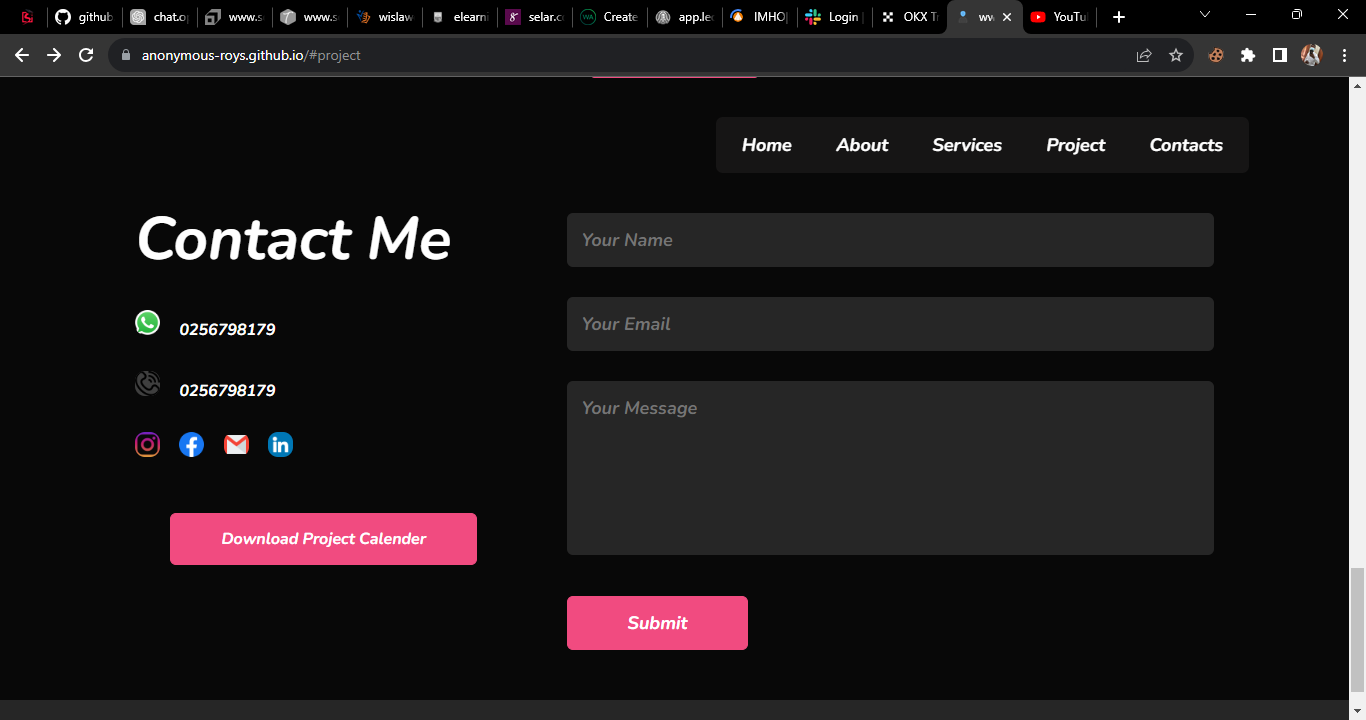 github
chat.o
www.s
www.s
wislaw
elearni
selar.c
Create
app.le
IMHO
Login
OKX T
ww
YouTu
anonymous-roys.github.io/#project
Home About Services Project Contacts
Contact Me
0256798179
0256798179
Download Project Calender
Your Name
Your Email
Your Message
Submit